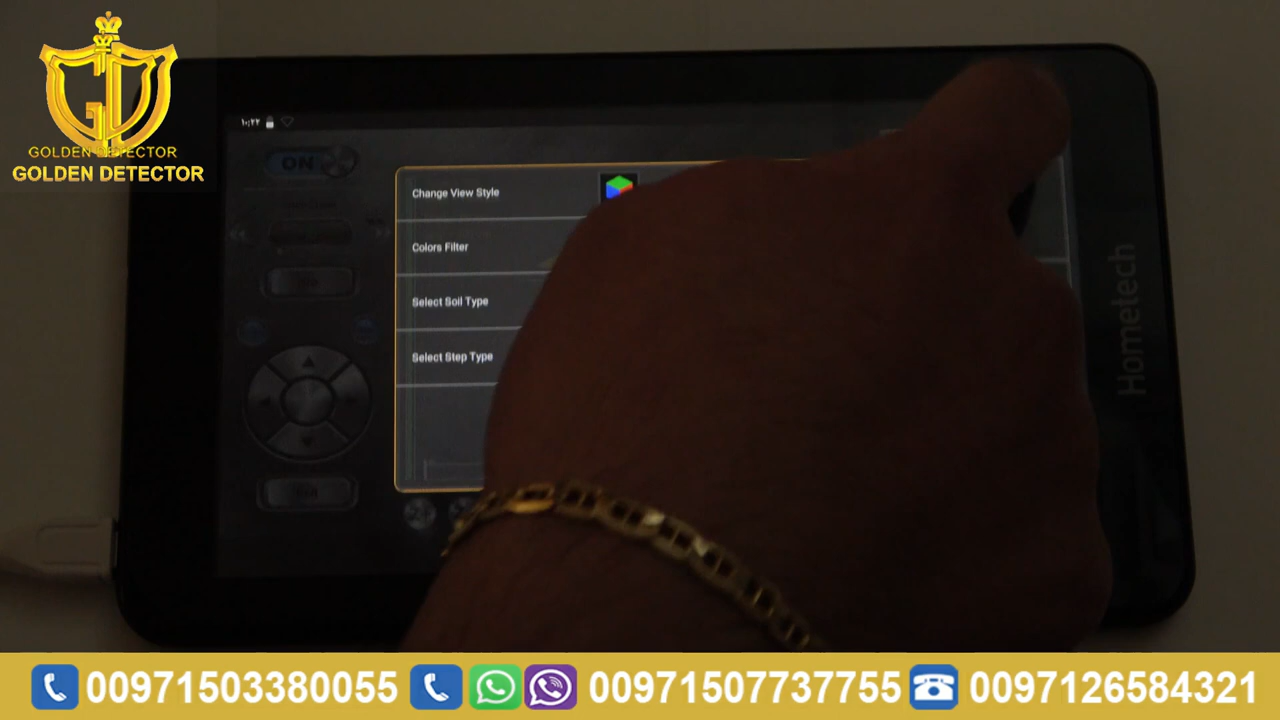 GOLDEN DETECTOR
GOLDEN DETECTOR
١٠:٢٢
ON
Change View Style
Colors Filter
Select Soil Type
Select Step Type
Hometech
00971503380055
00971507737755
0097126584321